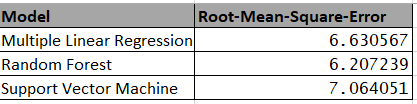 Model Root-Mean-Square-Error
Multiple Linear Regression 6.630567
Random Forest 6.207239
Support Vector Machine 7.064051